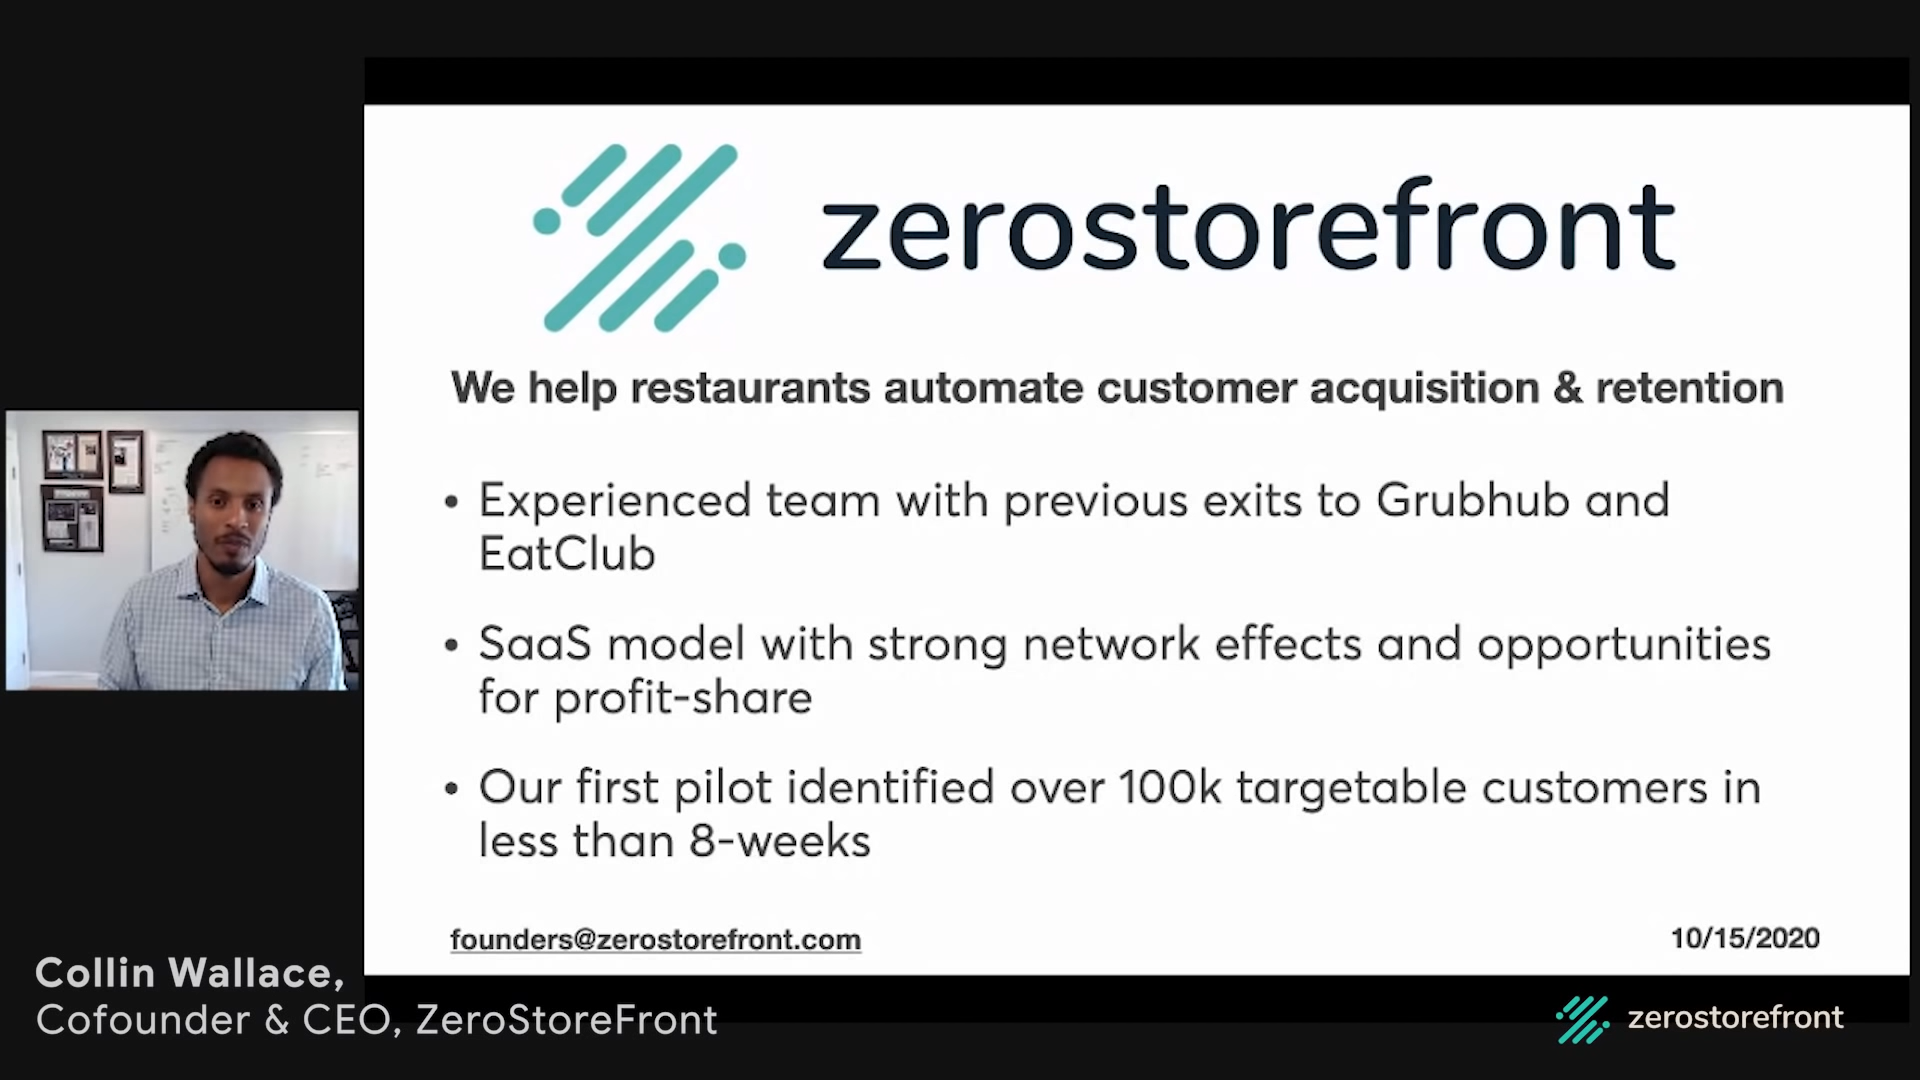 zerostorefront
We help restaurants automate customer acquisition & retention
• Experienced team with previous exits to Grubhub and
EatClub
• SaaS model with strong network effects and opportunities
for profit-share
• Our first pilot identified over 100k targetable customers in
less than 8-weeks
founders@zerostorefront.com
10/15/2020
Collin Wallace,
Cofounder & CEO, ZeroStoreFront
zerostorefront